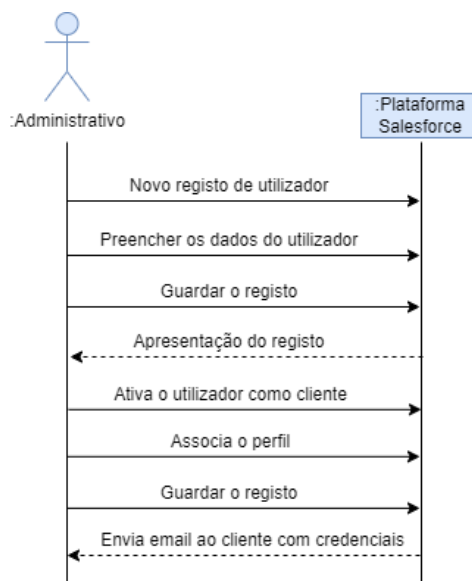 :Administrativo
:Plataforma
Salesforce
Novo registo de utilizador
Preencher os dados do utilizador
Guardar o registo
Apresentação do registo
Ativa o utilizador como cliente
Associa o perfil
Guardar o registo
Envia email ao cliente com credenciais